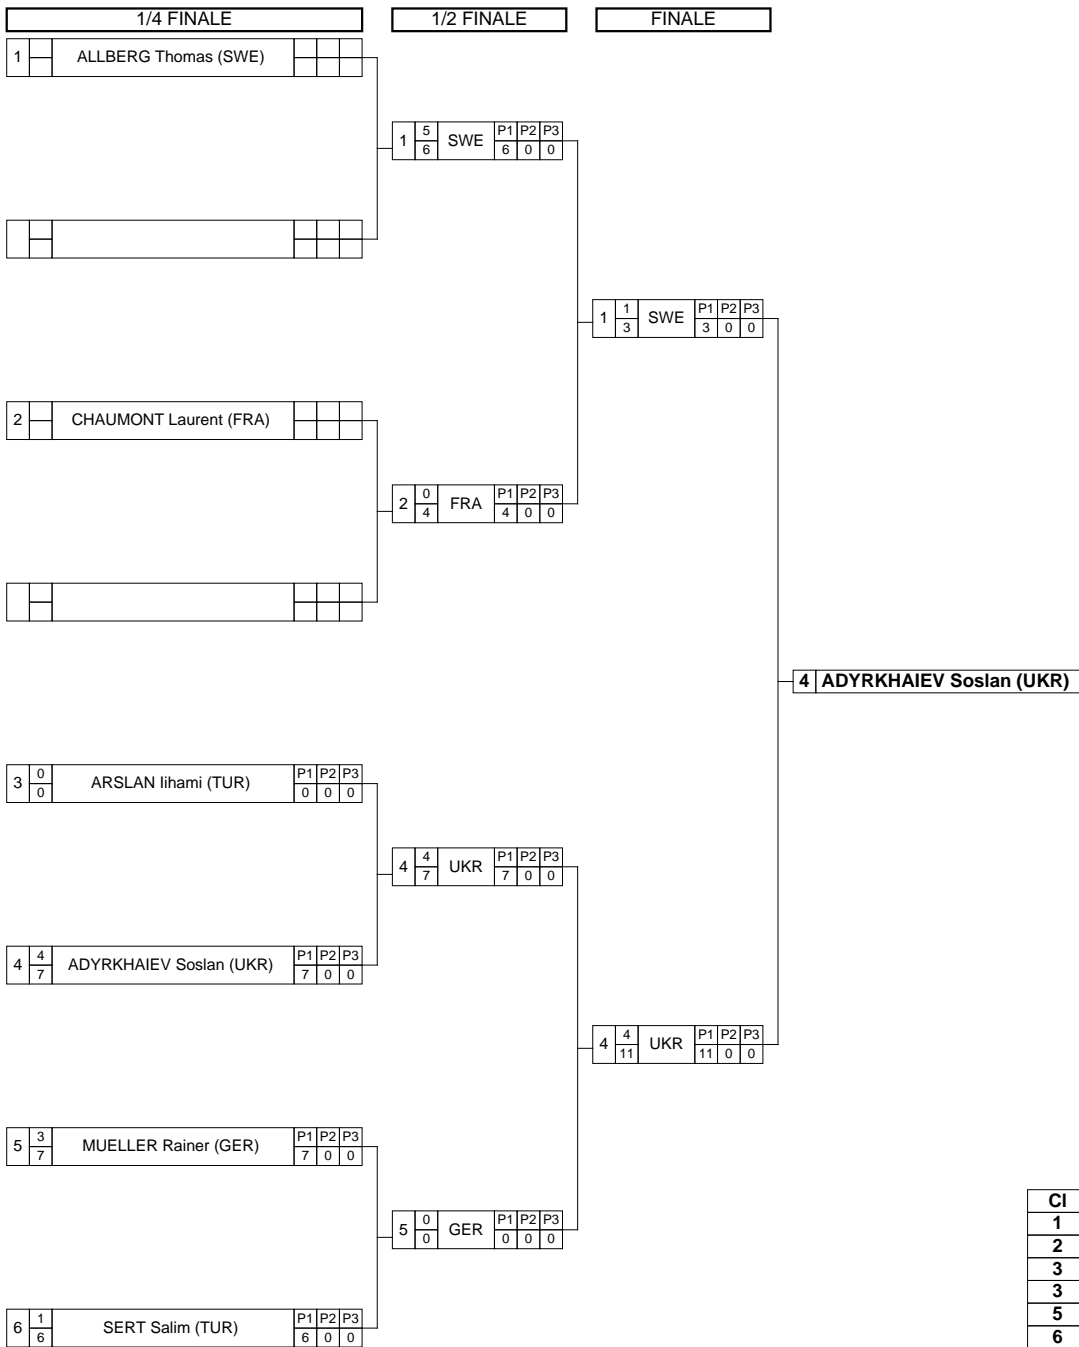 1/4 FINALE 1/2 FINALE FINALE
1 ALLBERG Thomas (SWE)
1 5 SWE P1 P2 P3
6 6 0 0
1 1 SWE P1 P2 P3
3 3 0 0
2 CHAUMONT Laurent (FRA)
2 0 FRA P1 P2 P3
4 4 0 0
4 ADYRKHAIEV Soslan (UKR)
3 0 ARSLAN Iihami (TUR) P1 P2 P3
0 0 0 0
4 4 UKR P1 P2 P3
7 7 0 0
4 4 ADYRKHAIEV Soslan (UKR) P1 P2 P3
7 7 0 0
4 4 UKR P1 P2 P3
11 11 0 0
5 3 MUELLER Rainer (GER) P1 P2 P3
7 7 0 0
5 0 GER P1 P2 P3
0 0 0 0
6 1 SERT Salim (TUR) P1 P2 P3
6 6 0 0
Cl
1
2
3
3
5
6